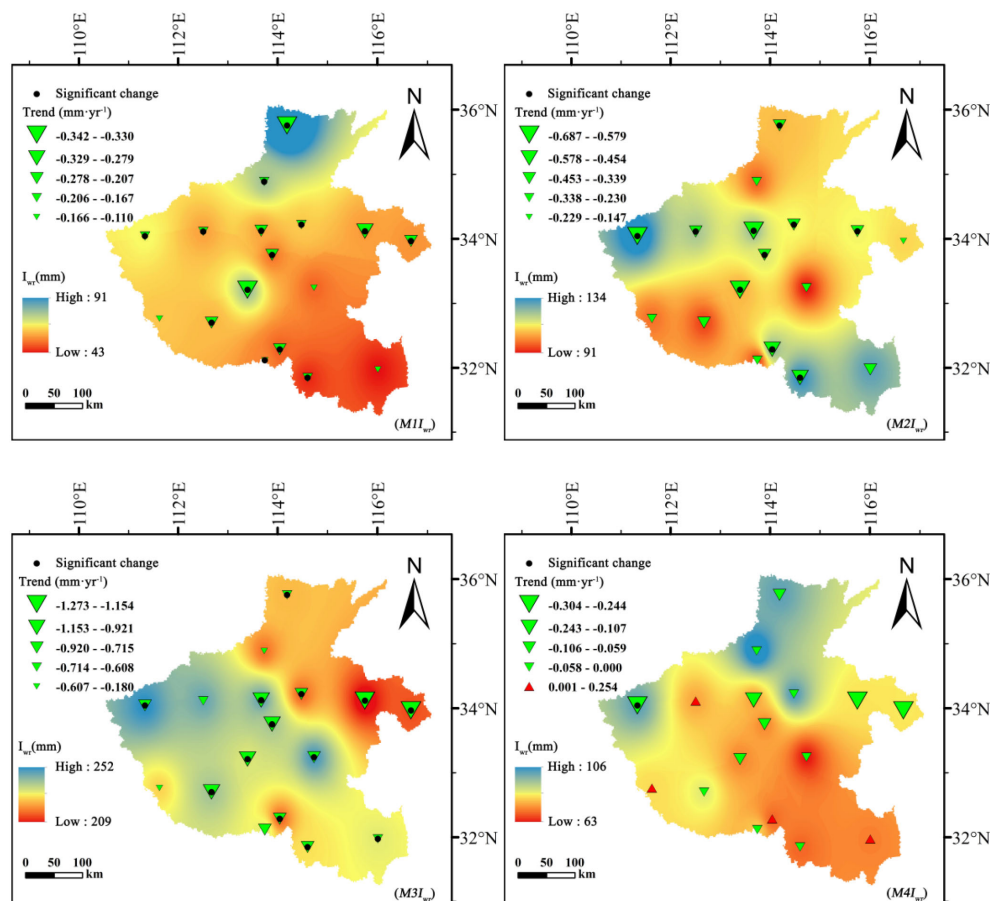 110°E 112°E 114°E 116°E
Significant change
Trend (mm·yr⁻¹)
-0.342 - -0.330
-0.329 - -0.279
-0.278 - -0.207
-0.206 - -0.167
-0.166 - -0.110
I_wr(mm)
High : 91
Low : 43
0 50 100
km
N
36°N
34°N
32°N
(M1I_wr)
110°E 112°E 114°E 116°E
Significant change
Trend (mm·yr⁻¹)
-0.687 - -0.579
-0.578 - -0.454
-0.453 - -0.339
-0.338 - -0.230
-0.229 - -0.147
I_wr(mm)
High : 134
Low : 91
0 50 100
km
N
36°N
34°N
32°N
(M2I_wr)
110°E 112°E 114°E 116°E
Significant change
Trend (mm·yr⁻¹)
-1.273 - -1.154
-1.153 - -0.921
-0.920 - -0.715
-0.714 - -0.608
-0.607 - -0.180
I_wr(mm)
High : 252
Low : 209
0 50 100
km
N
36°N
34°N
32°N
(M3I_wr)
110°E 112°E 114°E 116°E
Significant change
Trend (mm·yr⁻¹)
-0.304 - -0.244
-0.243 - -0.107
-0.106 - -0.059
-0.058 - 0.000
0.001 - 0.254
I_wr(mm)
High : 106
Low : 63
0 50 100
km
N
36°N
34°N
32°N
(M4I_wr)